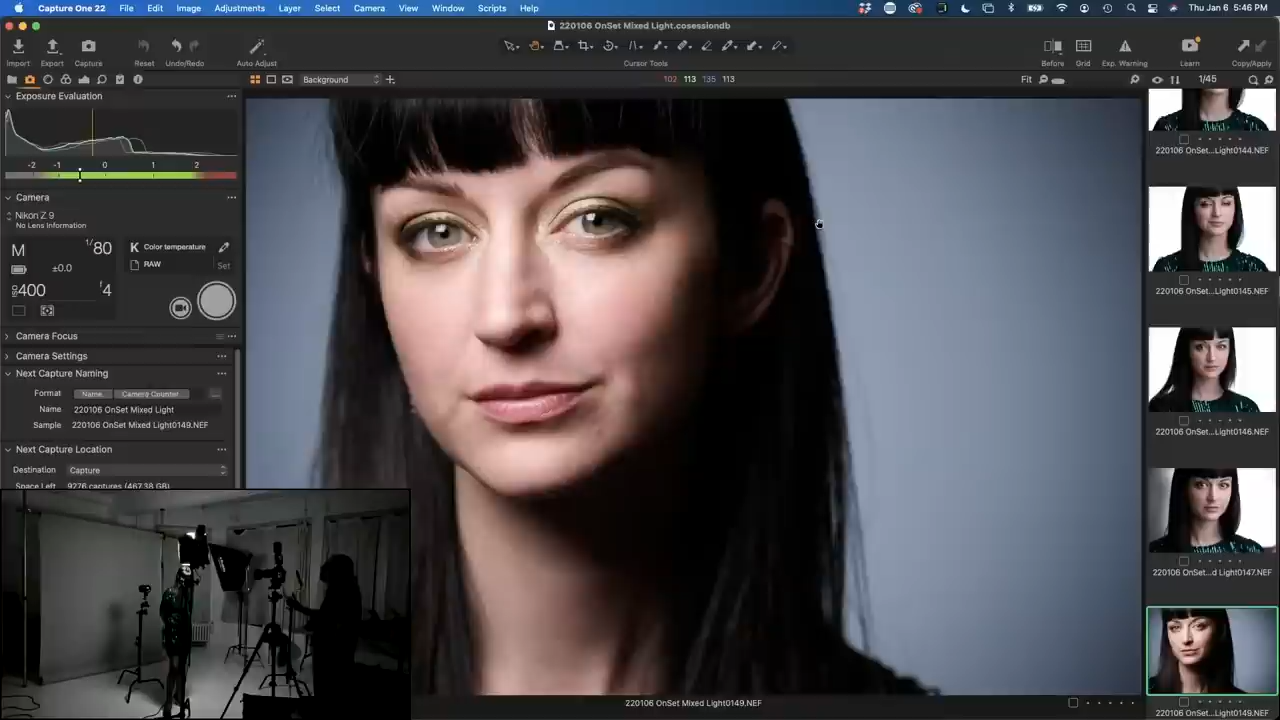 Capture One 22 File Edit Image Adjustments Layer Select Camera View Window Scripts Help Thu Jan 6 5:46 PM
220106 OnSet Mixed Light.cosessiondb
Import Export Capture Reset Undo/Redo Auto Adjust Cursor Tools Before Grid Exp. Warning Learn Copy/Apply
Background 102 113 135 113 Fit 1/45
Exposure Evaluation
-2 -1 0 1 2
Camera
Nikon Z 9
No Lens Information
M 1/80 K Color temperature
±0.0 RAW Set
400 f4
Camera Focus
Camera Settings
Next Capture Naming
Format Name Camera Counter ...
Name 220106 OnSet Mixed Light
Sample 220106 OnSet Mixed Light0149.NEF
Next Capture Location
Destination Capture
Space Left 9276 captures (467.38 GB)
220106 OnSet Mixed Light0149.NEF
220106 OnSet...Light0144.NEF
220106 OnSet...Light0145.NEF
220106 OnSet...Light0146.NEF
220106 OnSet...d Light0147.NEF
220106 OnSet...Light0149.NEF